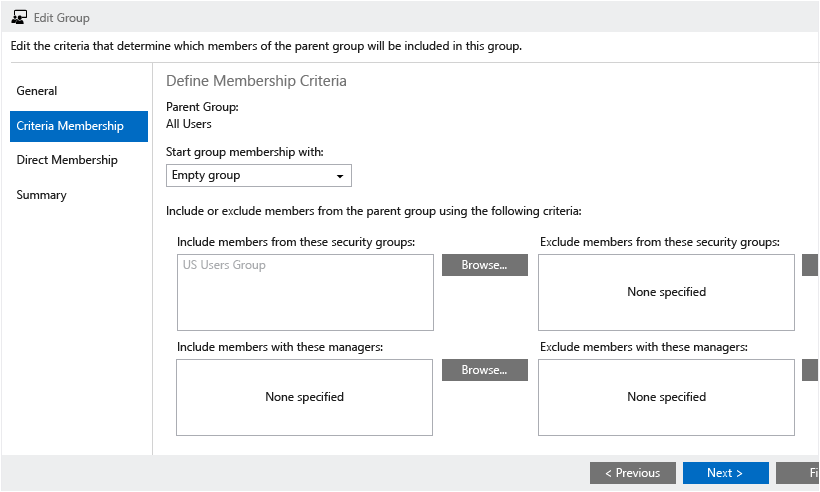 Edit Group
Edit the criteria that determine which members of the parent group will be included in this group.
General
Criteria Membership
Direct Membership
Summary
Define Membership Criteria
Parent Group:
All Users
Start group membership with:
Empty group
Include or exclude members from the parent group using the following criteria:
Include members from these security groups:
US Users Group
Browse...
Exclude members from these security groups:
None specified
Include members with these managers:
None specified
Browse...
Exclude members with these managers:
None specified
< Previous
Next >
Fi